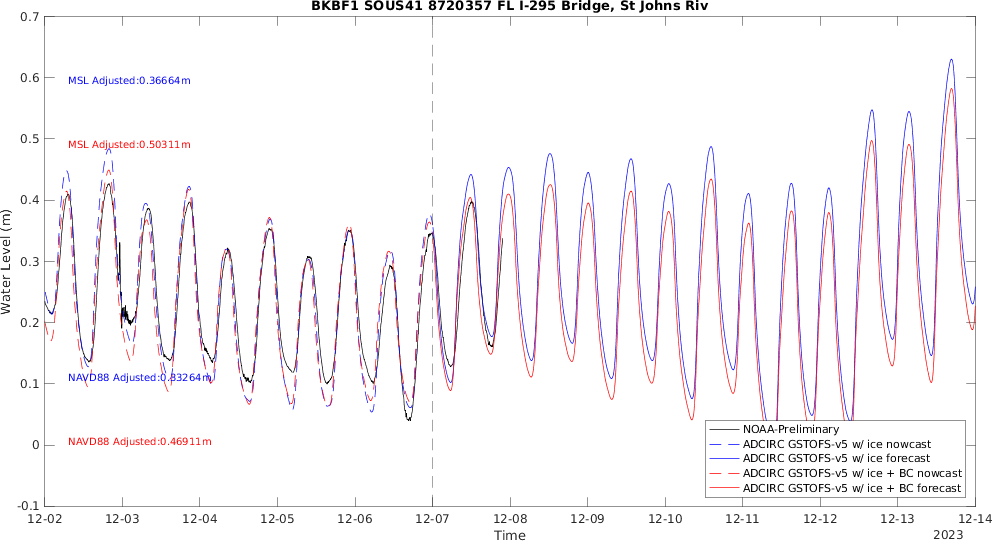 BKBF1 SOUS41 8720357 FL I-295 Bridge, St Johns Riv
0.7
0.6
0.5
0.4
0.3
0.2
0.1
0
-0.1
Water Level (m)
MSL Adjusted:0.36664m
MSL Adjusted:0.50311m
NAVD88 Adjusted:0.33264m
NAVD88 Adjusted:0.46911m
NOAA-Preliminary
ADCIRC GSTOFS-v5 w/ ice nowcast
ADCIRC GSTOFS-v5 w/ ice forecast
ADCIRC GSTOFS-v5 w/ ice + BC nowcast
ADCIRC GSTOFS-v5 w/ ice + BC forecast
12-02 12-03 12-04 12-05 12-06 12-07 12-08 12-09 12-10 12-11 12-12 12-13 12-14
Time
2023